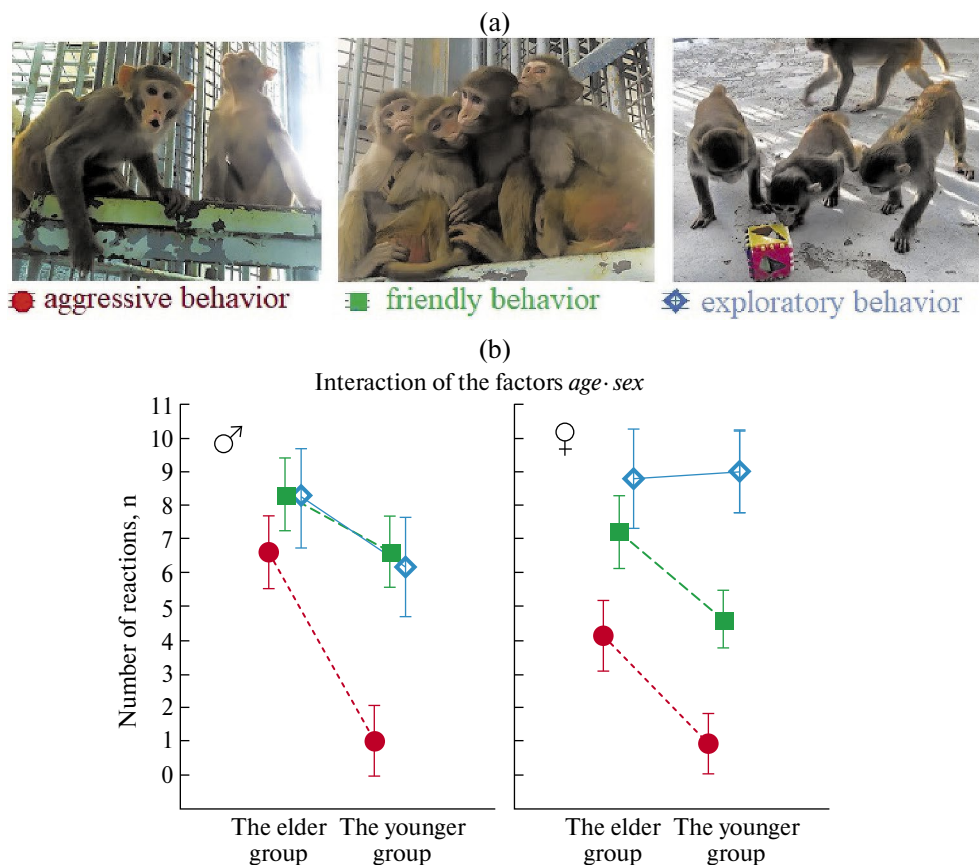 (a)
aggressive behavior
friendly behavior
exploratory behavior
(b)
Interaction of the factors age · sex
♂
♀
Number of reactions, n
11
10
9
8
7
6
5
4
3
2
1
0
The elder group
The younger group
The elder group
The younger group